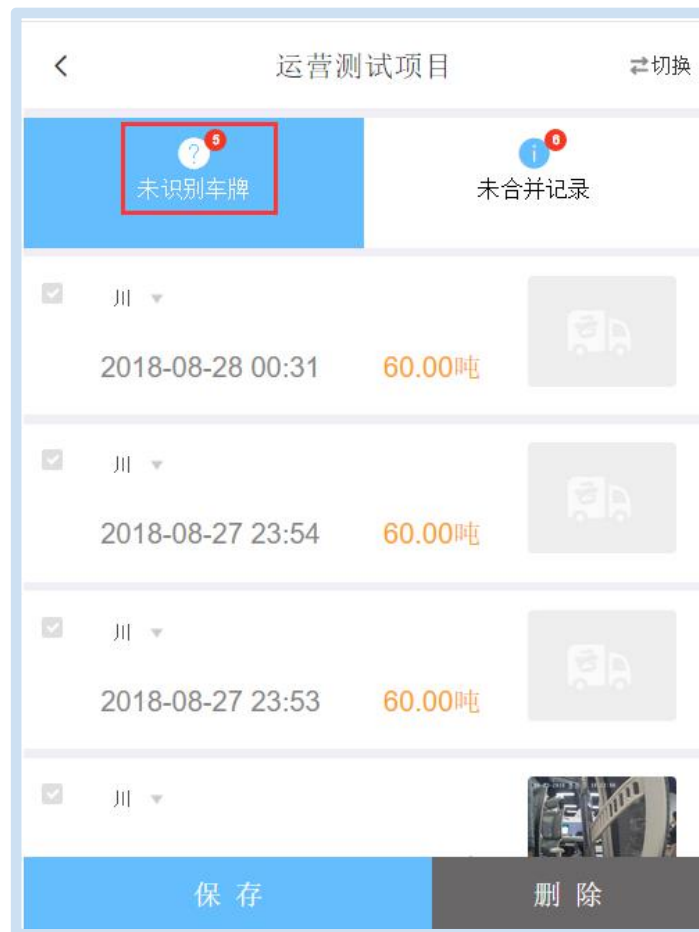 运营测试项目 切换
5 6
未识别车牌 未合并记录
川
2018-08-28 00:31 60.00吨
川
2018-08-27 23:54 60.00吨
川
2018-08-27 23:53 60.00吨
川
保存 删除